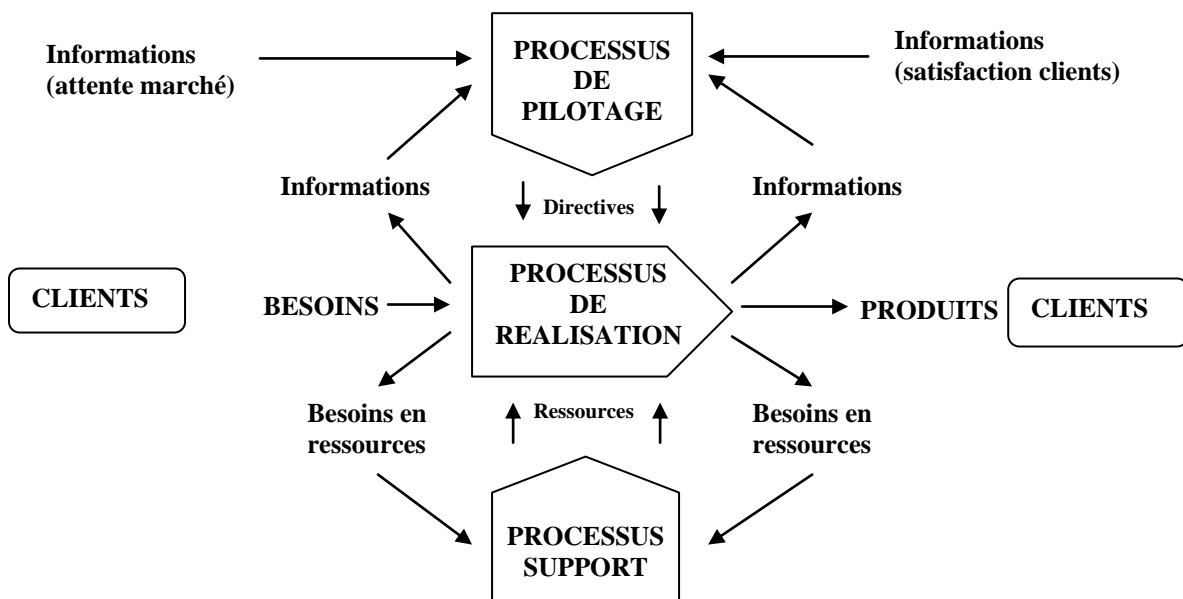 Informations
(attente marché)
PROCESSUS
DE
PILOTAGE
Informations
(satisfaction clients)
Informations
Directives
Informations
CLIENTS
BESOINS
PROCESSUS
DE
REALISATION
PRODUITS
CLIENTS
Besoins en
ressources
Ressources
Besoins en
ressources
PROCESSUS
SUPPORT